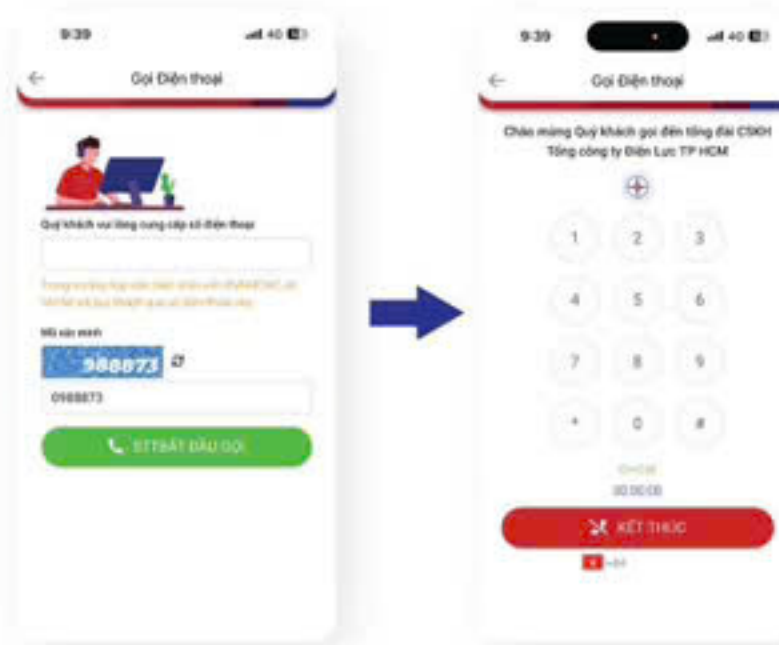 9:39
4G
Gọi Điện thoại
Quý khách vui lòng cung cấp số điện thoại
Mã xác minh
988873
0988873
BẮT ĐẦU GỌI
9:39
4G
Gọi Điện thoại
Chào mừng Quý khách gọi đến tổng đài CSKH
Tổng công ty Điện Lực TP HCM
1 2 3
4 5 6
7 8 9
* 0 #
00:00:00
KẾT THÚC
+84